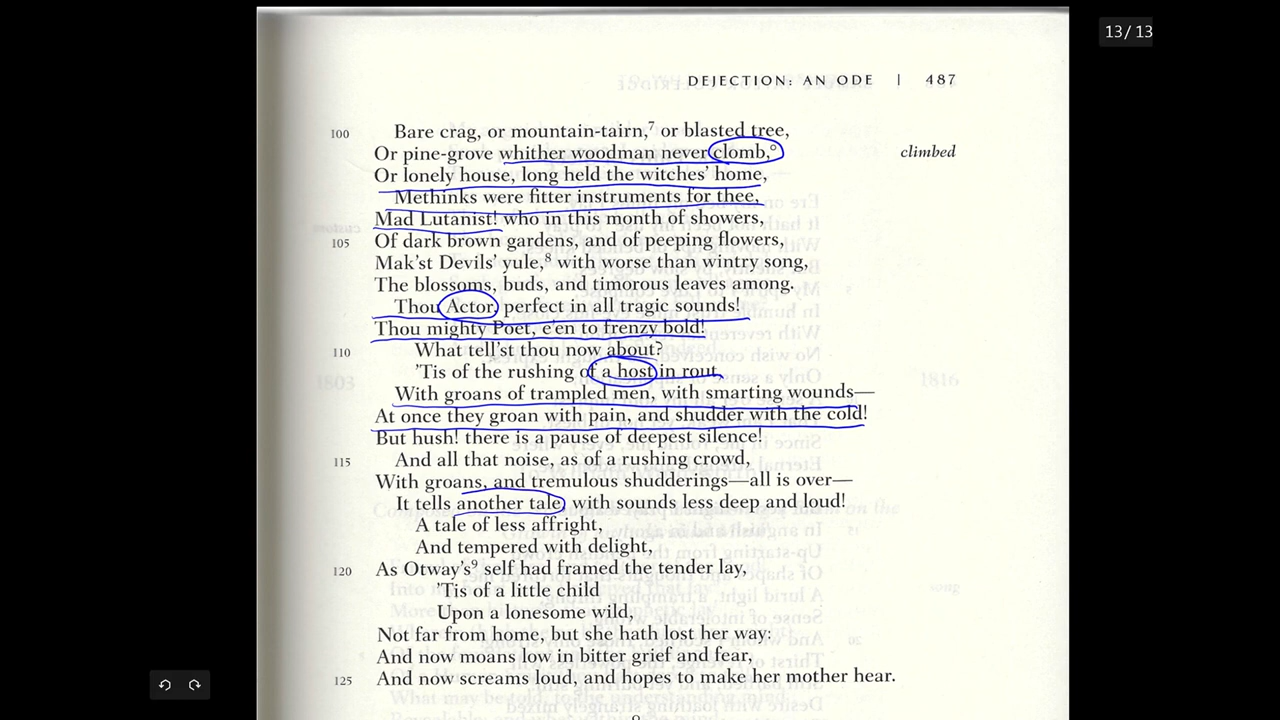 13/ 13
DEJECTION: AN ODE | 487
100 Bare crag, or mountain-tairn,7 or blasted tree,
Or pine-grove whither woodman never clomb,° climbed
Or lonely house, long held the witches' home,
Methinks were fitter instruments for thee,
Mad Lutanist! who in this month of showers,
105 Of dark brown gardens, and of peeping flowers,
Mak'st Devils' yule,8 with worse than wintry song,
The blossoms, buds, and timorous leaves among.
Thou Actor, perfect in all tragic sounds!
Thou mighty Poet, e'en to frenzy bold!
110 What tell'st thou now about?
'Tis of the rushing of a host in rout,
With groans of trampled men, with smarting wounds—
At once they groan with pain, and shudder with the cold!
But hush! there is a pause of deepest silence!
115 And all that noise, as of a rushing crowd,
With groans, and tremulous shudderings—all is over—
It tells another tale, with sounds less deep and loud!
A tale of less affright,
And tempered with delight,
120 As Otway's9 self had framed the tender lay,
'Tis of a little child
Upon a lonesome wild,
Not far from home, but she hath lost her way:
And now moans low in bitter grief and fear,
125 And now screams loud, and hopes to make her mother hear.